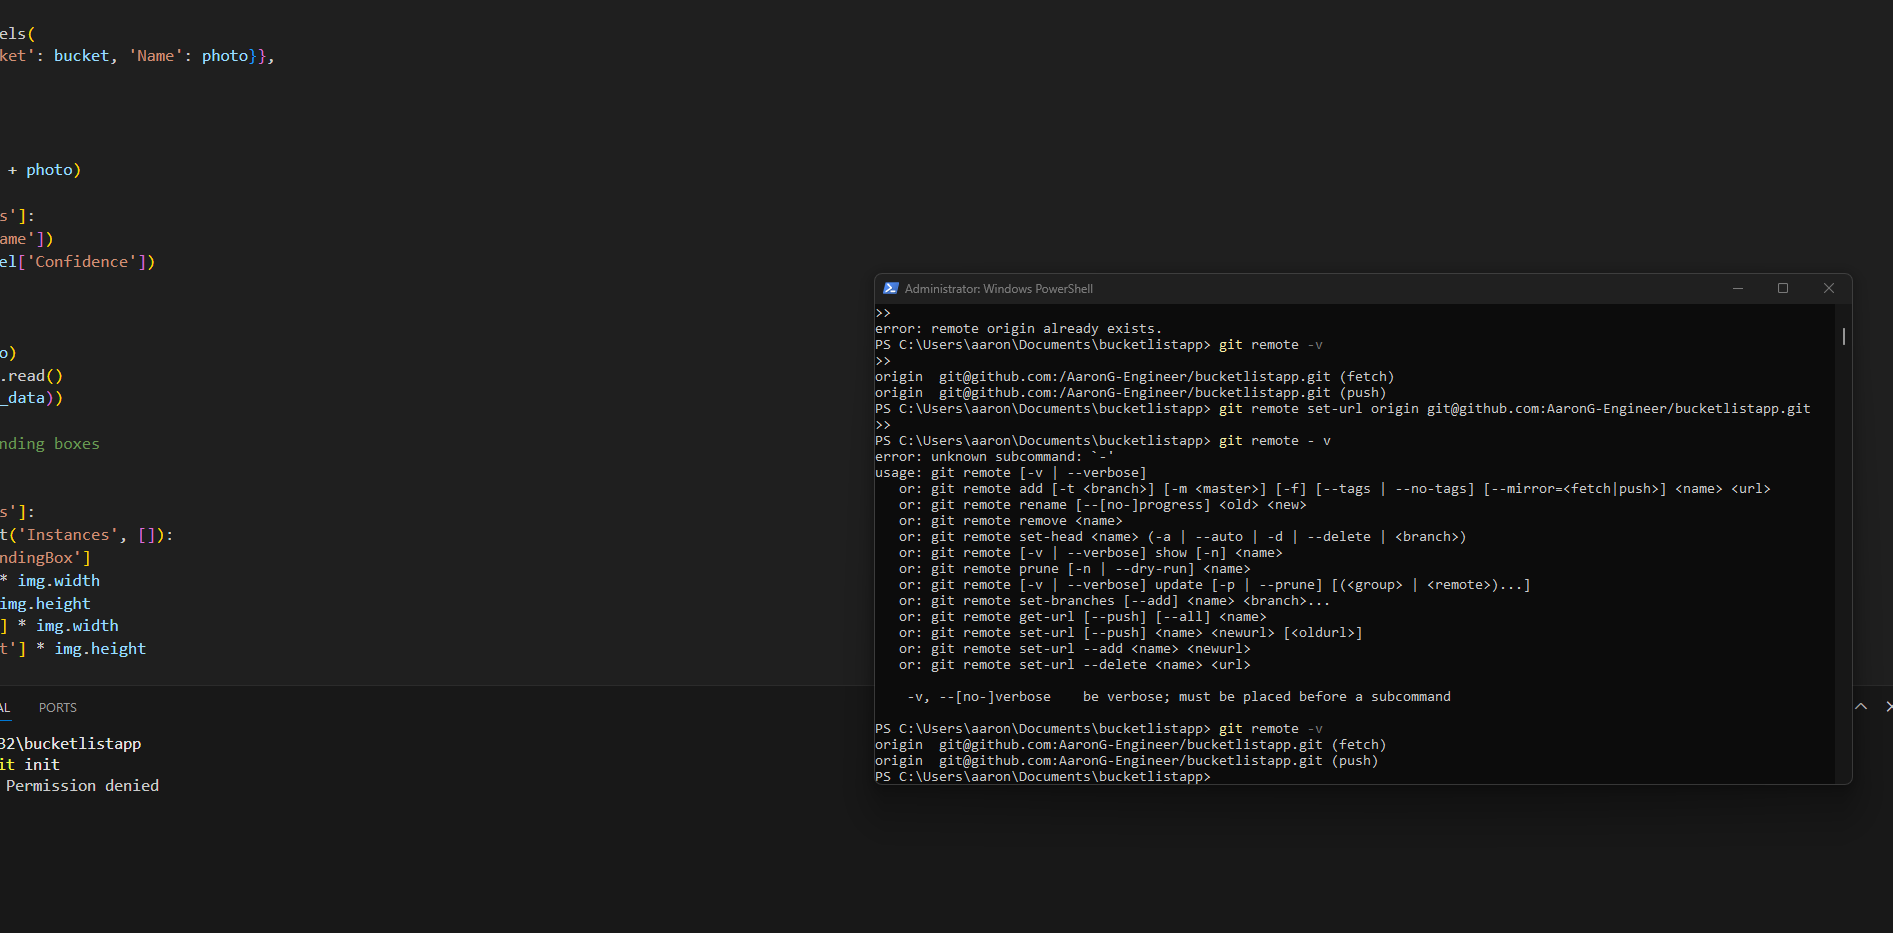 els(
ket': bucket, 'Name': photo}},
+ photo)
s']:
ame'])
el['Confidence'])
o)
.read()
_data))
nding boxes
s']:
t('Instances', []):
ndingBox']
* img.width
img.height
] * img.width
t'] * img.height
AL PORTS
32\bucketlistapp
it init
Permission denied
Administrator: Windows PowerShell
>>
error: remote origin already exists.
PS C:\Users\aaron\Documents\bucketlistapp> git remote -v
>>
origin  git@github.com:/AaronG-Engineer/bucketlistapp.git (fetch)
origin  git@github.com:/AaronG-Engineer/bucketlistapp.git (push)
PS C:\Users\aaron\Documents\bucketlistapp> git remote set-url origin git@github.com:AaronG-Engineer/bucketlistapp.git
>>
PS C:\Users\aaron\Documents\bucketlistapp> git remote - v
error: unknown subcommand: `-'
usage: git remote [-v | --verbose]
   or: git remote add [-t <branch>] [-m <master>] [-f] [--tags | --no-tags] [--mirror=<fetch|push>] <name> <url>
   or: git remote rename [--[no-]progress] <old> <new>
   or: git remote remove <name>
   or: git remote set-head <name> (-a | --auto | -d | --delete | <branch>)
   or: git remote [-v | --verbose] show [-n] <name>
   or: git remote prune [-n | --dry-run] <name>
   or: git remote [-v | --verbose] update [-p | --prune] [(<group> | <remote>)...]
   or: git remote set-branches [--add] <name> <branch>...
   or: git remote get-url [--push] [--all] <name>
   or: git remote set-url [--push] <name> <newurl> [<oldurl>]
   or: git remote set-url --add <name> <newurl>
   or: git remote set-url --delete <name> <url>
    -v, --[no-]verbose    be verbose; must be placed before a subcommand
PS C:\Users\aaron\Documents\bucketlistapp> git remote -v
origin  git@github.com:AaronG-Engineer/bucketlistapp.git (fetch)
origin  git@github.com:AaronG-Engineer/bucketlistapp.git (push)
PS C:\Users\aaron\Documents\bucketlistapp>